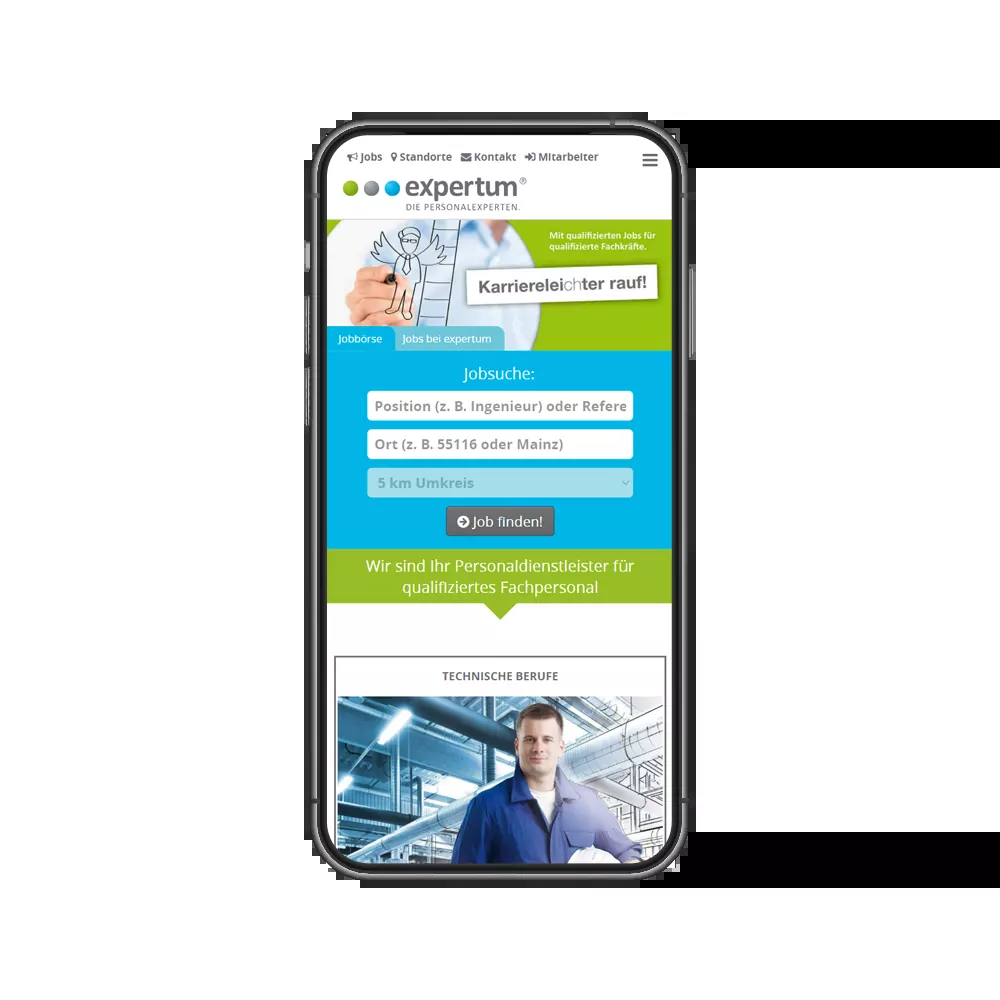 Jobs Standorte Kontakt Mitarbeiter
expertum®
DIE PERSONALEXPERTEN.
Mit qualifizierten Jobs für
qualifizierte Fachkräfte.
Karriereleichter rauf!
Jobbörse Jobs bei expertum
Jobsuche:
Position (z. B. Ingenieur) oder Refere
Ort (z. B. 55116 oder Mainz)
5 km Umkreis
Job finden!
Wir sind Ihr Personaldienstleister für
qualifiziertes Fachpersonal
TECHNISCHE BERUFE